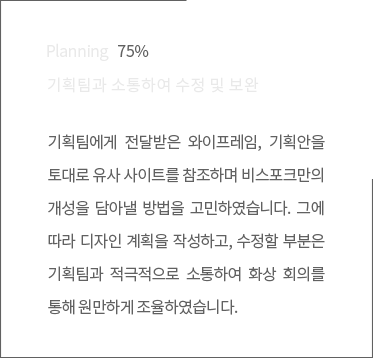 Planning 75%
기획팀과 소통하여 수정 및 보완
기획팀에게 전달받은 와이프레임, 기획안을
토대로 유사 사이트를 참조하며 비스포크만의
개성을 담아낼 방법을 고민하였습니다. 그에
따라 디자인 계획을 작성하고, 수정할 부분은
기획팀과 적극적으로 소통하여 화상 회의를
통해 원만하게 조율하였습니다.